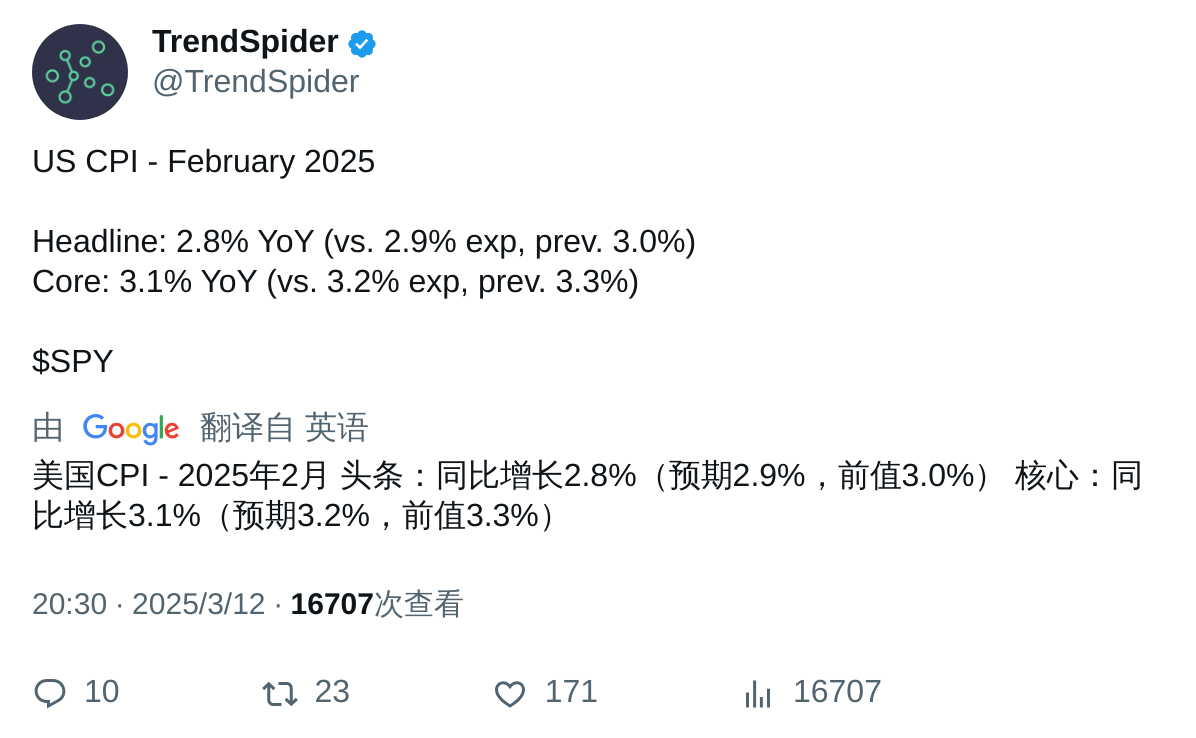 TrendSpider
@TrendSpider
US CPI - February 2025
Headline: 2.8% YoY (vs. 2.9% exp, prev. 3.0%)
Core: 3.1% YoY (vs. 3.2% exp, prev. 3.3%)
$SPY
由 Google 翻译自 英语
美国CPI - 2025年2月 头条：同比增长2.8%（预期2.9%，前值3.0%） 核心：同
比增长3.1%（预期3.2%，前值3.3%）
20:30 · 2025/3/12 · 16707次查看
10 23 171 16707